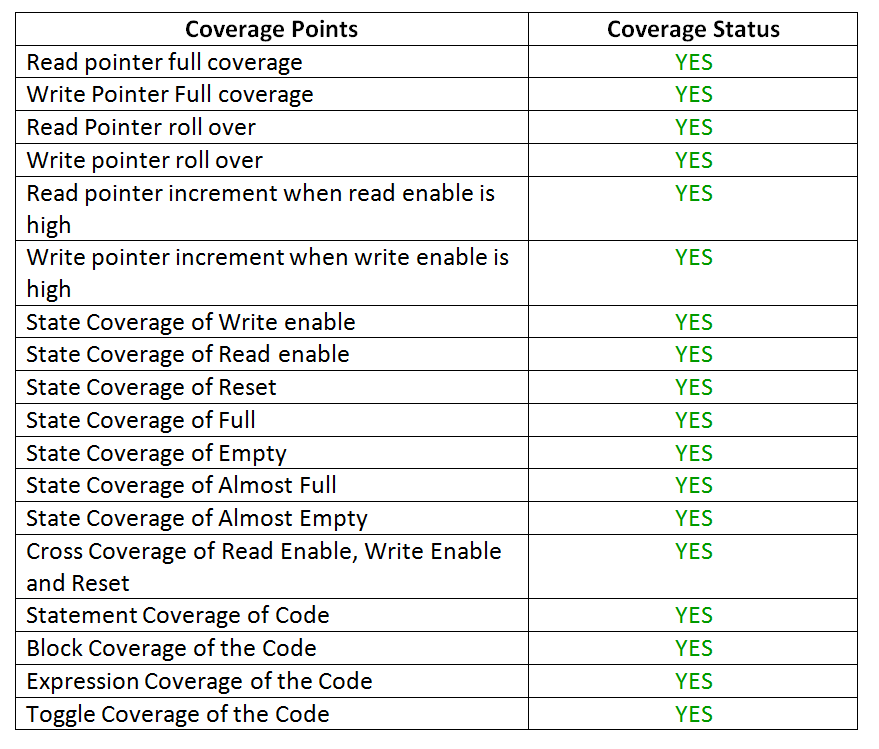 Coverage Points Coverage Status
Read pointer full coverage YES
Write Pointer Full coverage YES
Read Pointer roll over YES
Write pointer roll over YES
Read pointer increment when read enable is YES
high
Write pointer increment when write enable is YES
high
State Coverage of Write enable YES
State Coverage of Read enable YES
State Coverage of Reset YES
State Coverage of Full YES
State Coverage of Empty YES
State Coverage of Almost Full YES
State Coverage of Almost Empty YES
Cross Coverage of Read Enable, Write Enable YES
and Reset
Statement Coverage of Code YES
Block Coverage of the Code YES
Expression Coverage of the Code YES
Toggle Coverage of the Code YES